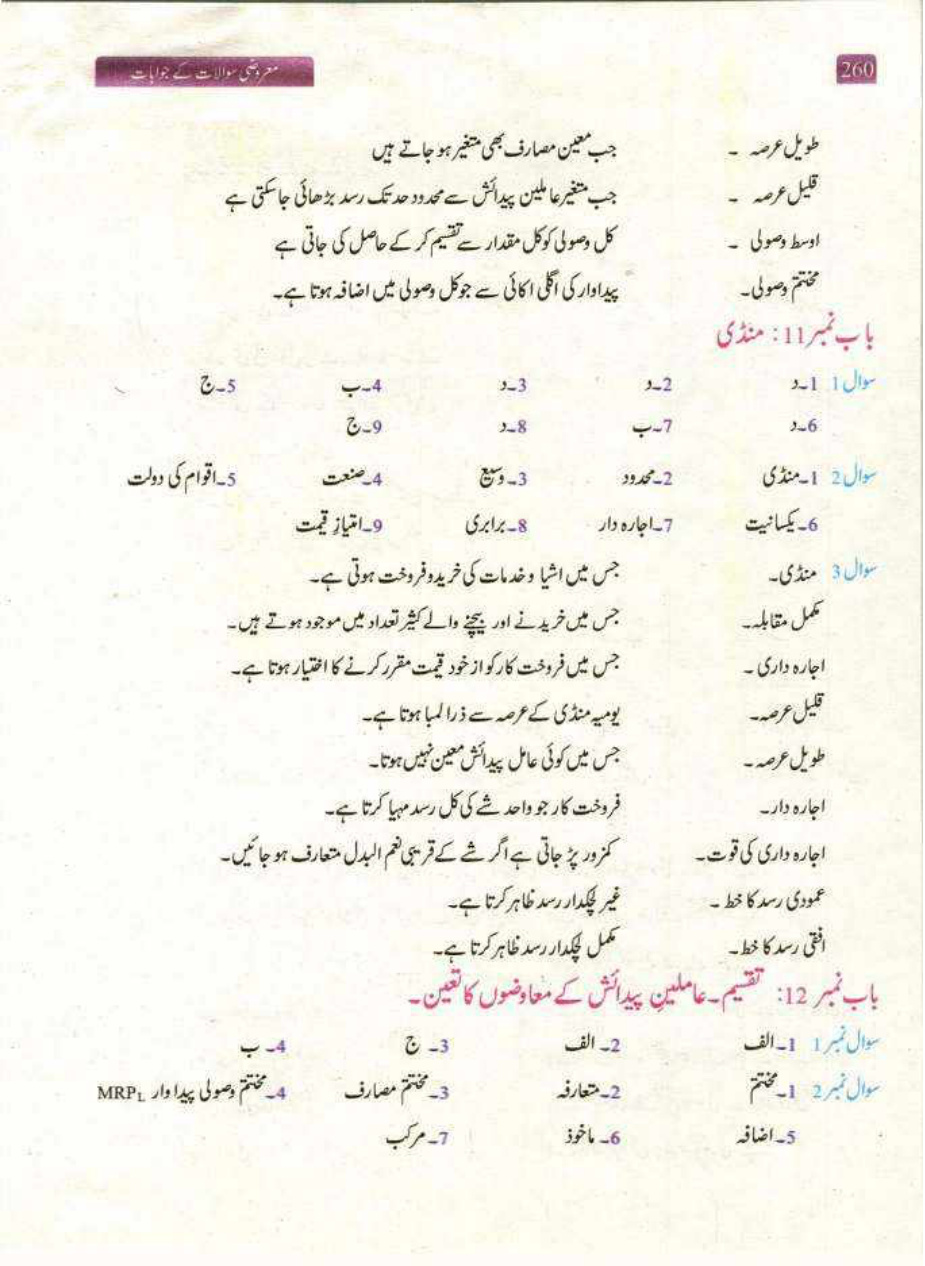 معروضی سوالات کے جوابات
260
طویل عرصہ ۔ جب معین مصارف بھی متغیر ہو جاتے ہیں
قلیل عرصہ ۔ جب متغیر عاملین پیدائش سے محدود حد تک رسد بڑھائی جاسکتی ہے
اوسط وصولی ۔ کل وصولی کو کل مقدار سے تقسیم کر کے حاصل کی جاتی ہے
مختتم وصولی۔ پیداوار کی اگلی اکائی سے جو کل وصولی میں اضافہ ہوتا ہے۔
باب نمبر 11: منڈی
سوال 1 1۔د 2۔د 3۔د 4۔ب 5۔ج
6۔د 7۔ب 8۔د 9۔ج
سوال 2 1۔منڈی 2۔محدود 3۔وسیع 4۔صنعت 5۔اقوام کی دولت
6۔یکسانیت 7۔اجارہ دار 8۔برابری 9۔امتیازِ قیمت
سوال 3 منڈی۔ جس میں اشیا و خدمات کی خرید و فروخت ہوتی ہے۔
مکمل مقابلہ۔ جس میں خریدنے اور بیچنے والے کثیر تعداد میں موجود ہوتے ہیں۔
اجارہ داری ۔ جس میں فروخت کار کو از خود قیمت مقرر کرنے کا اختیار ہوتا ہے۔
قلیل عرصہ۔ یومیہ منڈی کے عرصہ سے ذرا لمبا ہوتا ہے۔
طویل عرصہ۔ جس میں کوئی عامل پیدائش معین نہیں ہوتا۔
اجارہ دار۔ فروخت کار جو واحد شے کی کل رسد مہیا کرتا ہے۔
اجارہ داری کی قوت۔ کمزور پڑ جاتی ہے اگر شے کے قریبی نعم البدل متعارف ہو جائیں۔
عمودی رسد کا خط ۔ غیر لچکدار رسد ظاہر کرتا ہے۔
افقی رسد کا خط۔ مکمل لچکدار رسد ظاہر کرتا ہے۔
باب نمبر 12: تقسیم۔عاملینِ پیدائش کے معاوضوں کا تعین۔
سوال نمبر 1 1۔الف 2۔ الف 3۔ ج 4۔ ب
سوال نمبر 2 1۔مختتم 2۔متعارفہ 3۔ مختتم مصارف 4۔ مختتم وصولی پیداوار MRP_L
5۔اضافہ 6۔ ماخوذ 7۔مرکب